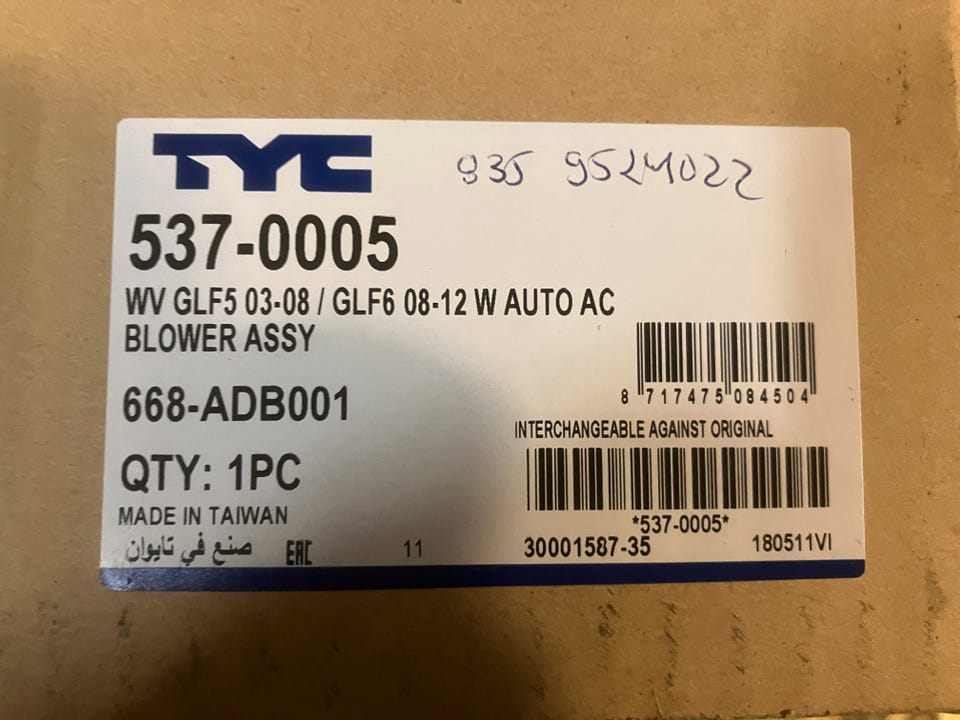 TYC
935 9524022
537-0005
WV GLF5 03-08 / GLF6 08-12 W AUTO AC
BLOWER ASSY
8 717475 084504
668-ADB001
INTERCHANGEABLE AGAINST ORIGINAL
QTY: 1PC
*537-0005*
MADE IN TAIWAN
صنع في تايوان
EAC
11
30001587-35
180511VI